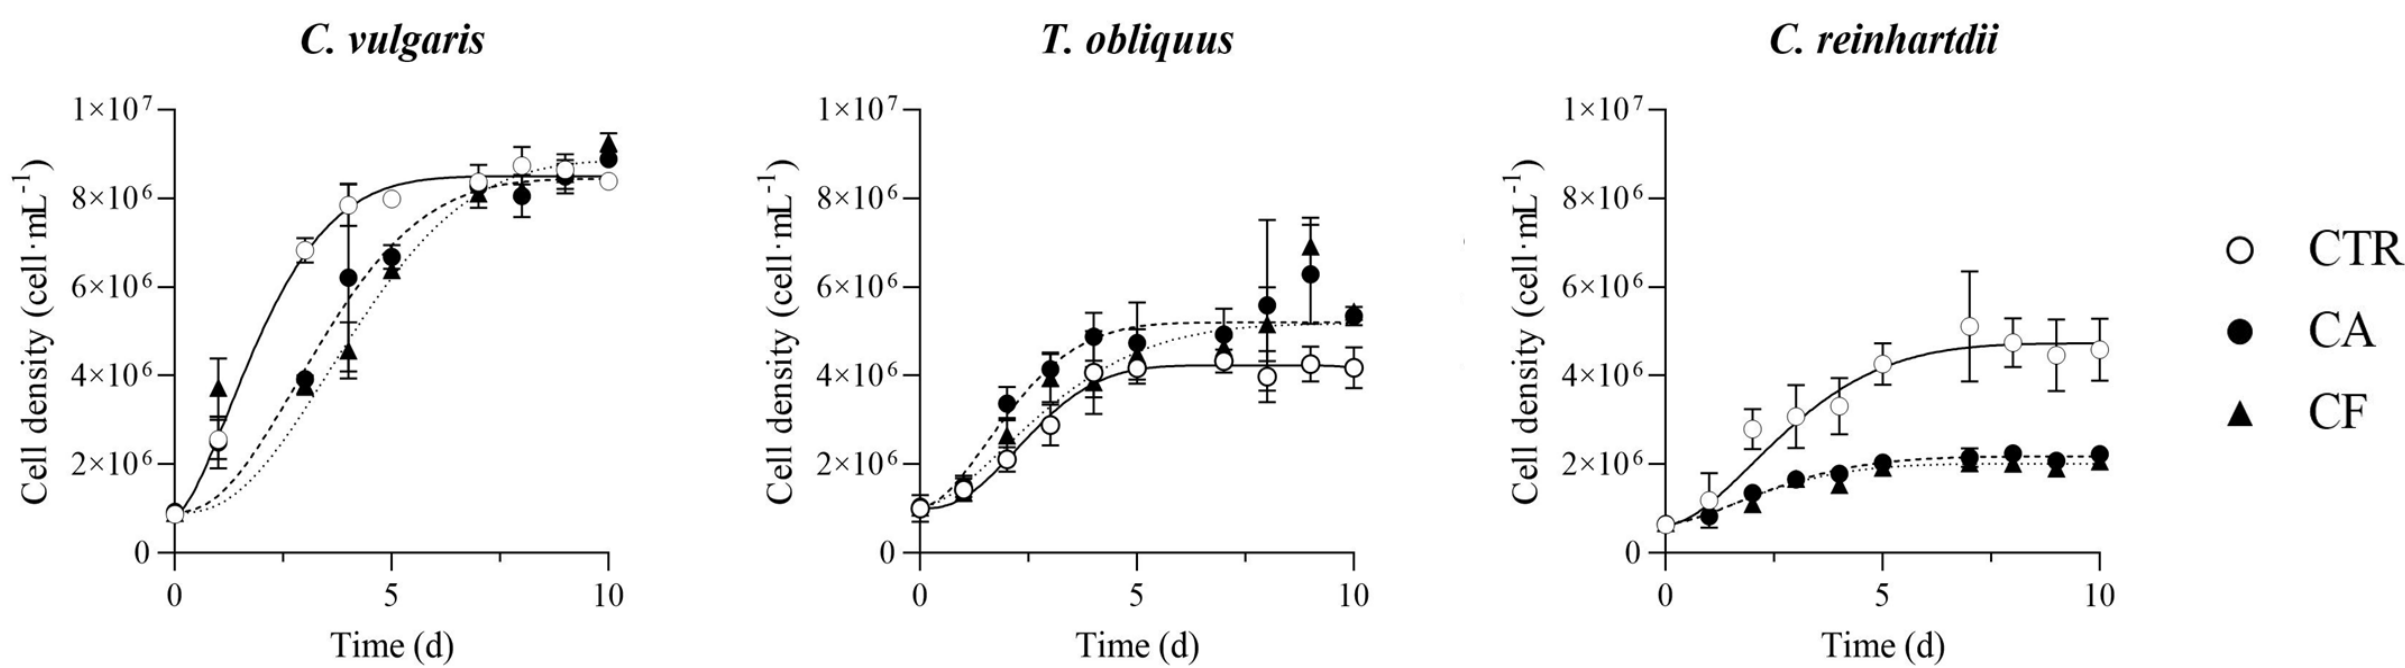 C. vulgaris
Cell density (cell·mL⁻¹)
1×10⁷
8×10⁶
6×10⁶
4×10⁶
2×10⁶
0
0 5 10
Time (d)
T. obliquus
Cell density (cell·mL⁻¹)
1×10⁷
8×10⁶
6×10⁶
4×10⁶
2×10⁶
0
0 5 10
Time (d)
C. reinhartdii
Cell density (cell·mL⁻¹)
1×10⁷
8×10⁶
6×10⁶
4×10⁶
2×10⁶
0
0 5 10
Time (d)
CTR
CA
CF